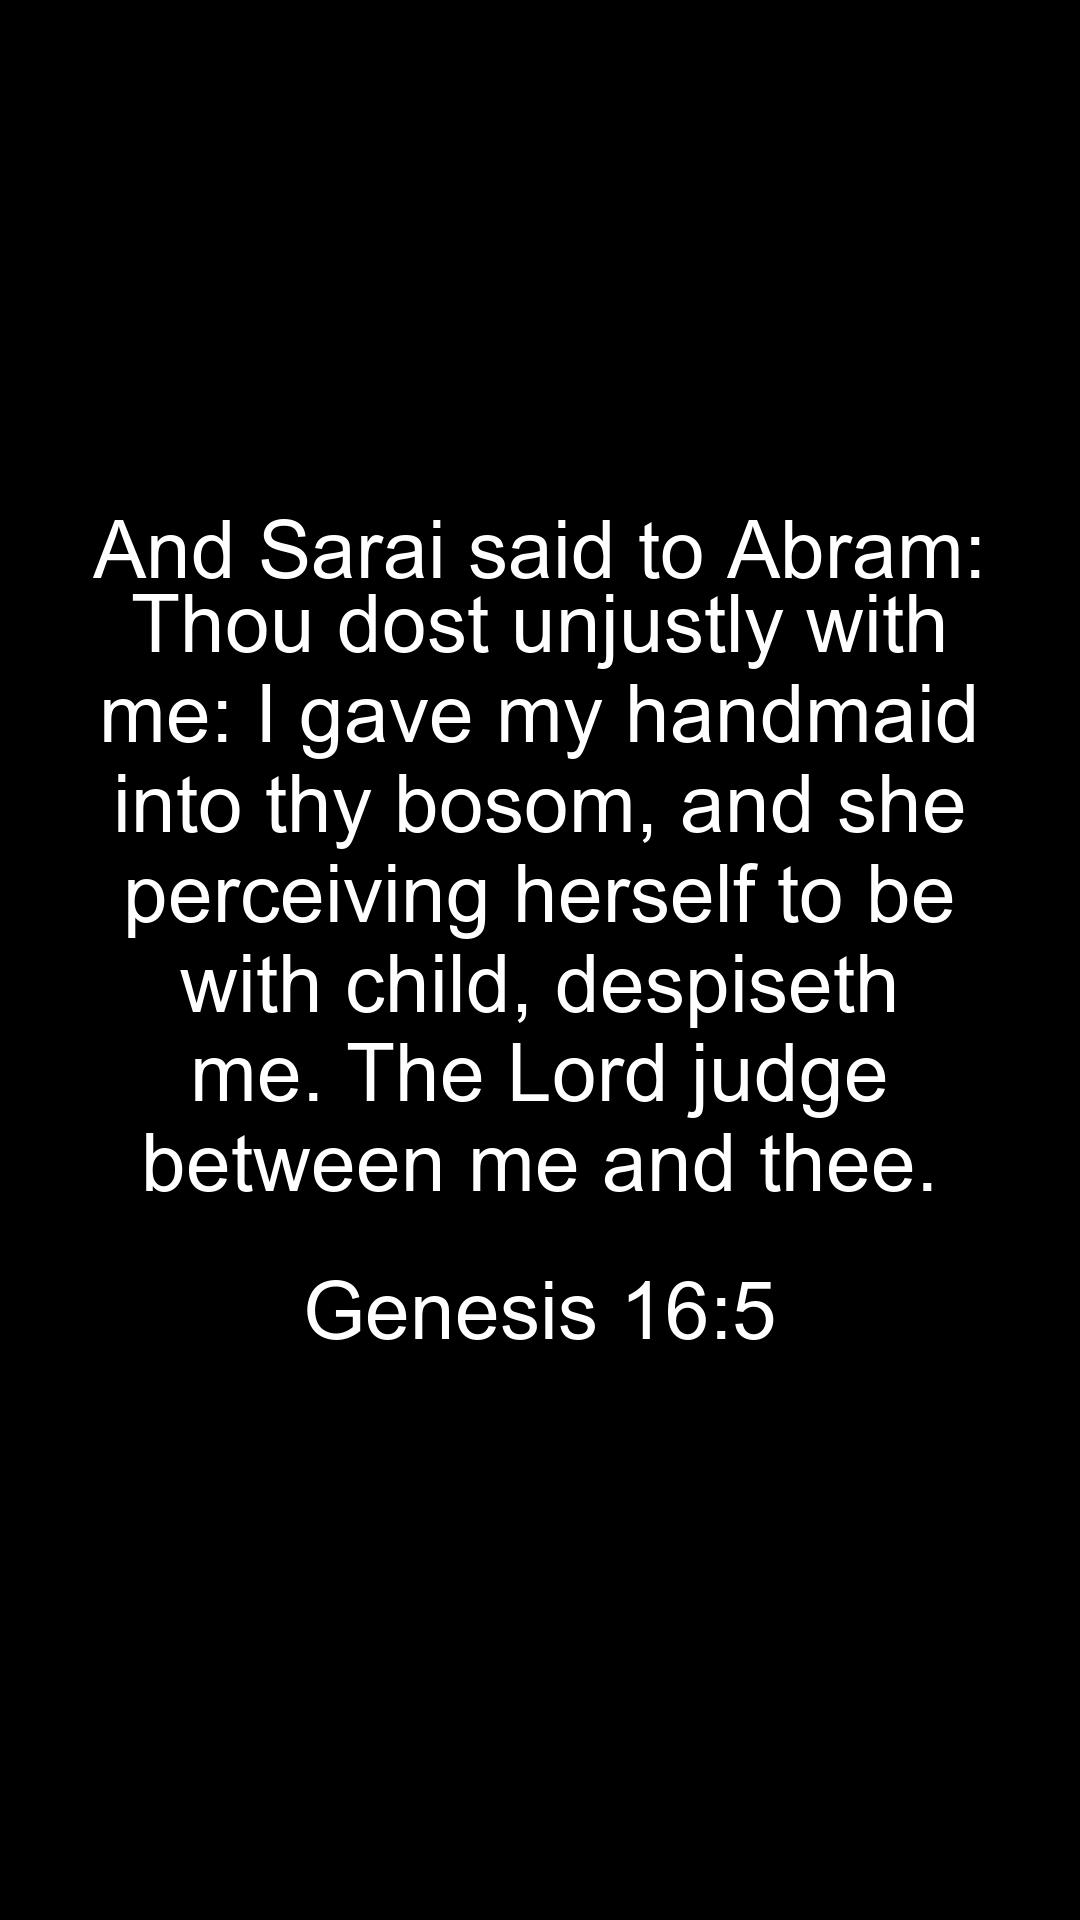 And Sarai said to Abram:
Thou dost unjustly with
me: I gave my handmaid
into thy bosom, and she
perceiving herself to be
with child, despiseth
me. The Lord judge
between me and thee.
Genesis 16:5